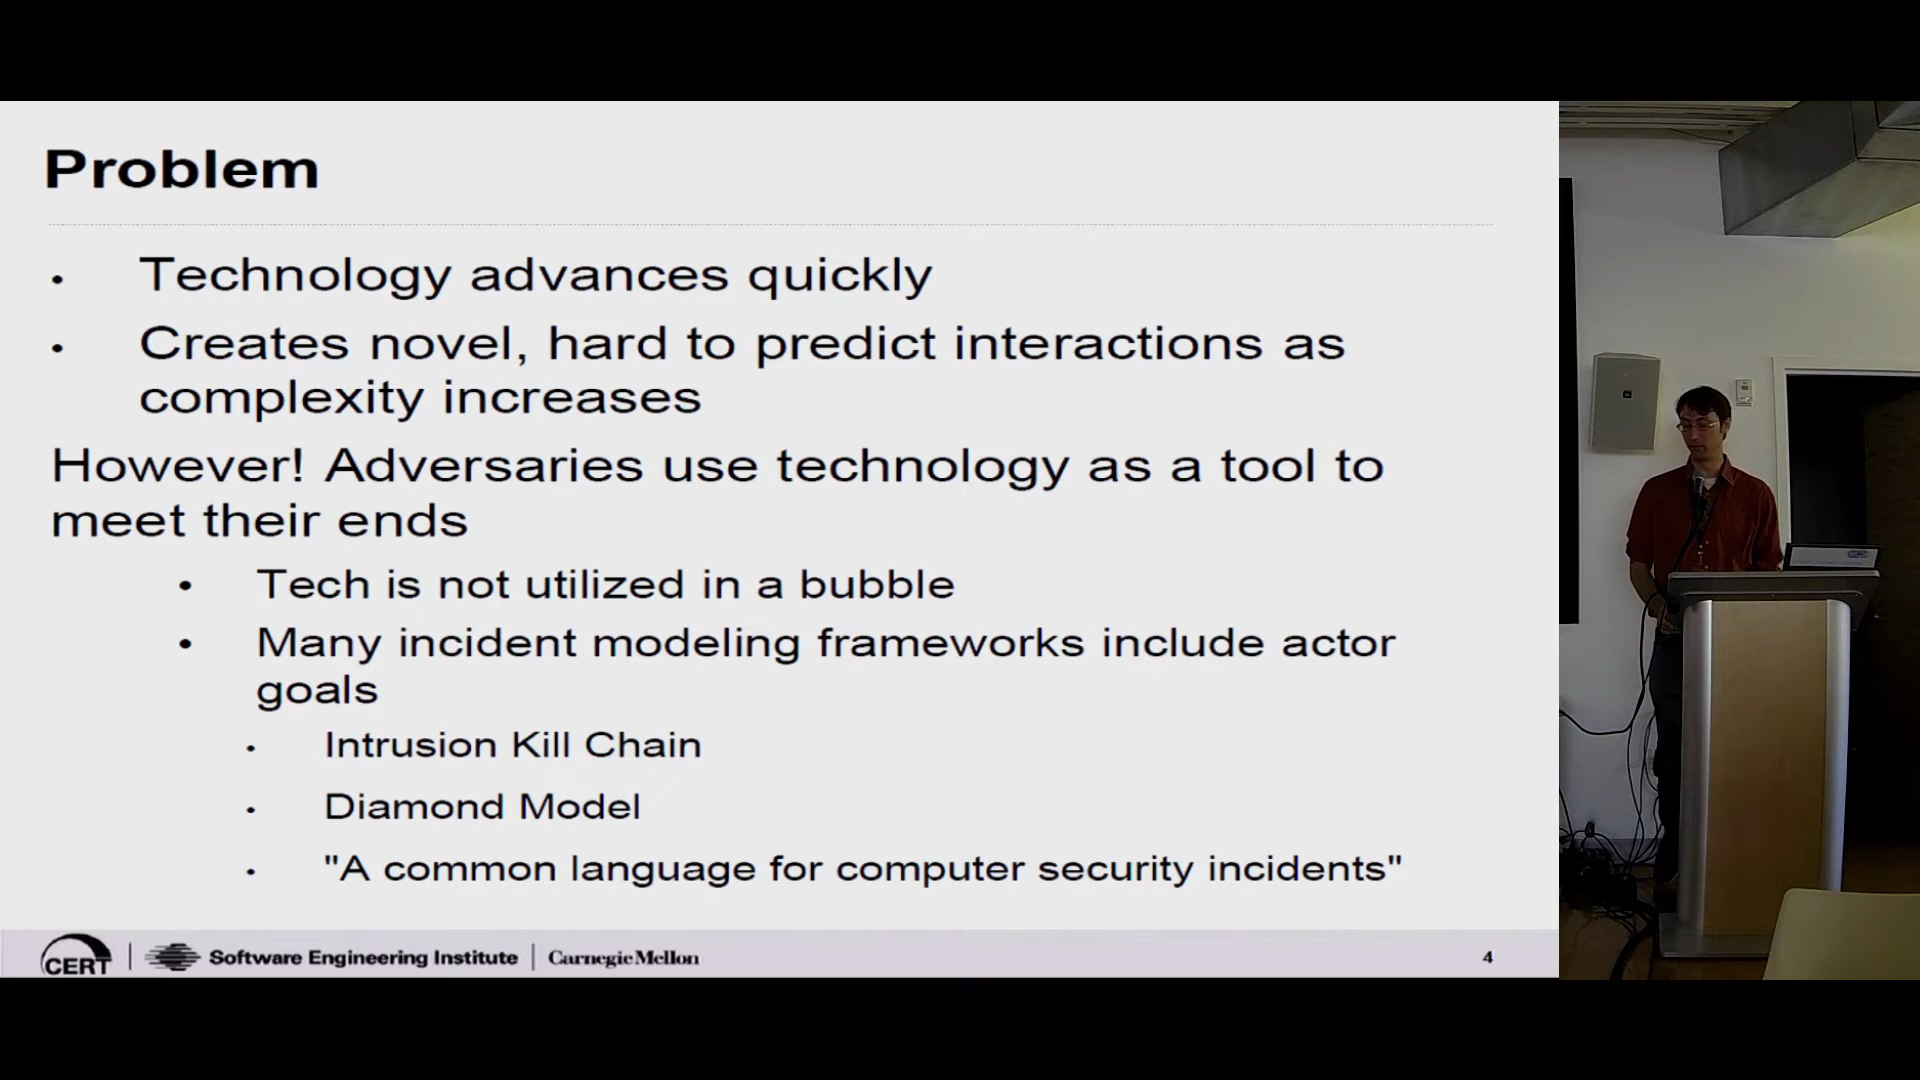 Problem
• Technology advances quickly
• Creates novel, hard to predict interactions as
complexity increases
However! Adversaries use technology as a tool to
meet their ends
• Tech is not utilized in a bubble
• Many incident modeling frameworks include actor
goals
• Intrusion Kill Chain
• Diamond Model
• "A common language for computer security incidents"
CERT | Software Engineering Institute | Carnegie Mellon 4